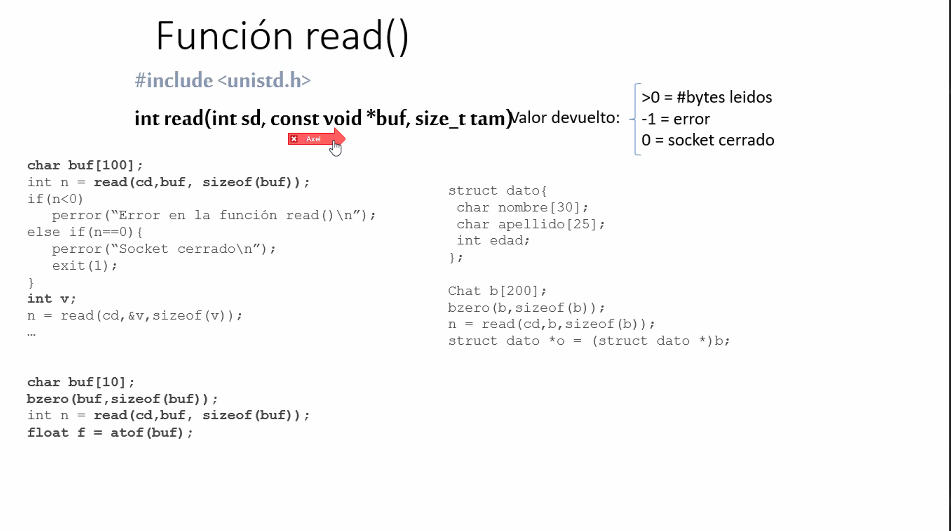 Función read()
#include <unistd.h>
int read(int sd, const void *buf, size_t tam)
Valor devuelto:
>0 = #bytes leidos
-1 = error
0 = socket cerrado
Axel
char buf[100];
int n = read(cd,buf, sizeof(buf));
if(n<0)
perror(“Error en la función read()\n”);
else if(n==0){
perror(“Socket cerrado\n”);
exit(1);
}
int v;
n = read(cd,&v,sizeof(v));
…
char buf[10];
bzero(buf,sizeof(buf));
int n = read(cd,buf, sizeof(buf));
float f = atof(buf);
struct dato{
char nombre[30];
char apellido[25];
int edad;
};
Chat b[200];
bzero(b,sizeof(b));
n = read(cd,b,sizeof(b));
struct dato *o = (struct dato *)b;